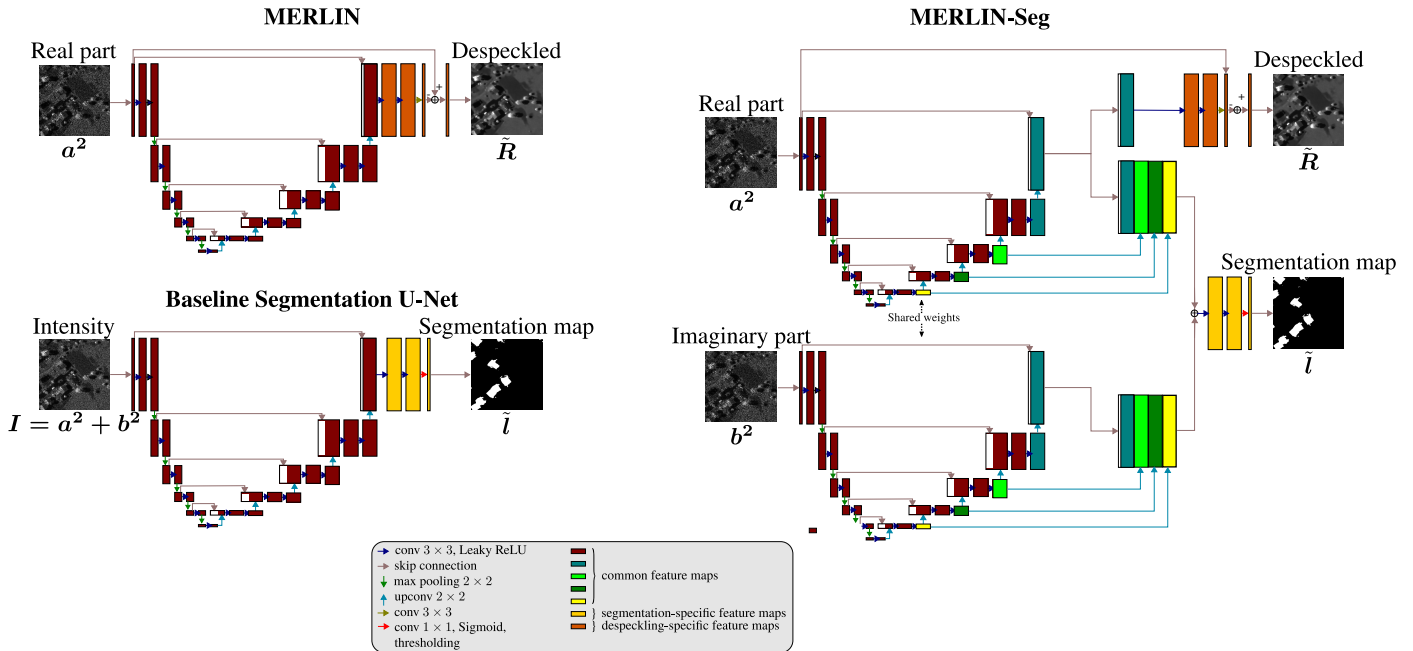 MERLIN
Real part
Despeckled
a²
R̃
+
-
Baseline Segmentation U-Net
Intensity
Segmentation map
I = a² + b²
l̃
MERLIN-Seg
Real part
Despeckled
a²
R̃
+
-
Segmentation map
l̃
Shared weights
Imaginary part
b²
conv 3 × 3, Leaky ReLU
skip connection
max pooling 2 × 2
upconv 2 × 2
conv 3 × 3
conv 1 × 1, Sigmoid,
thresholding
common feature maps
segmentation-specific feature maps
despeckling-specific feature maps